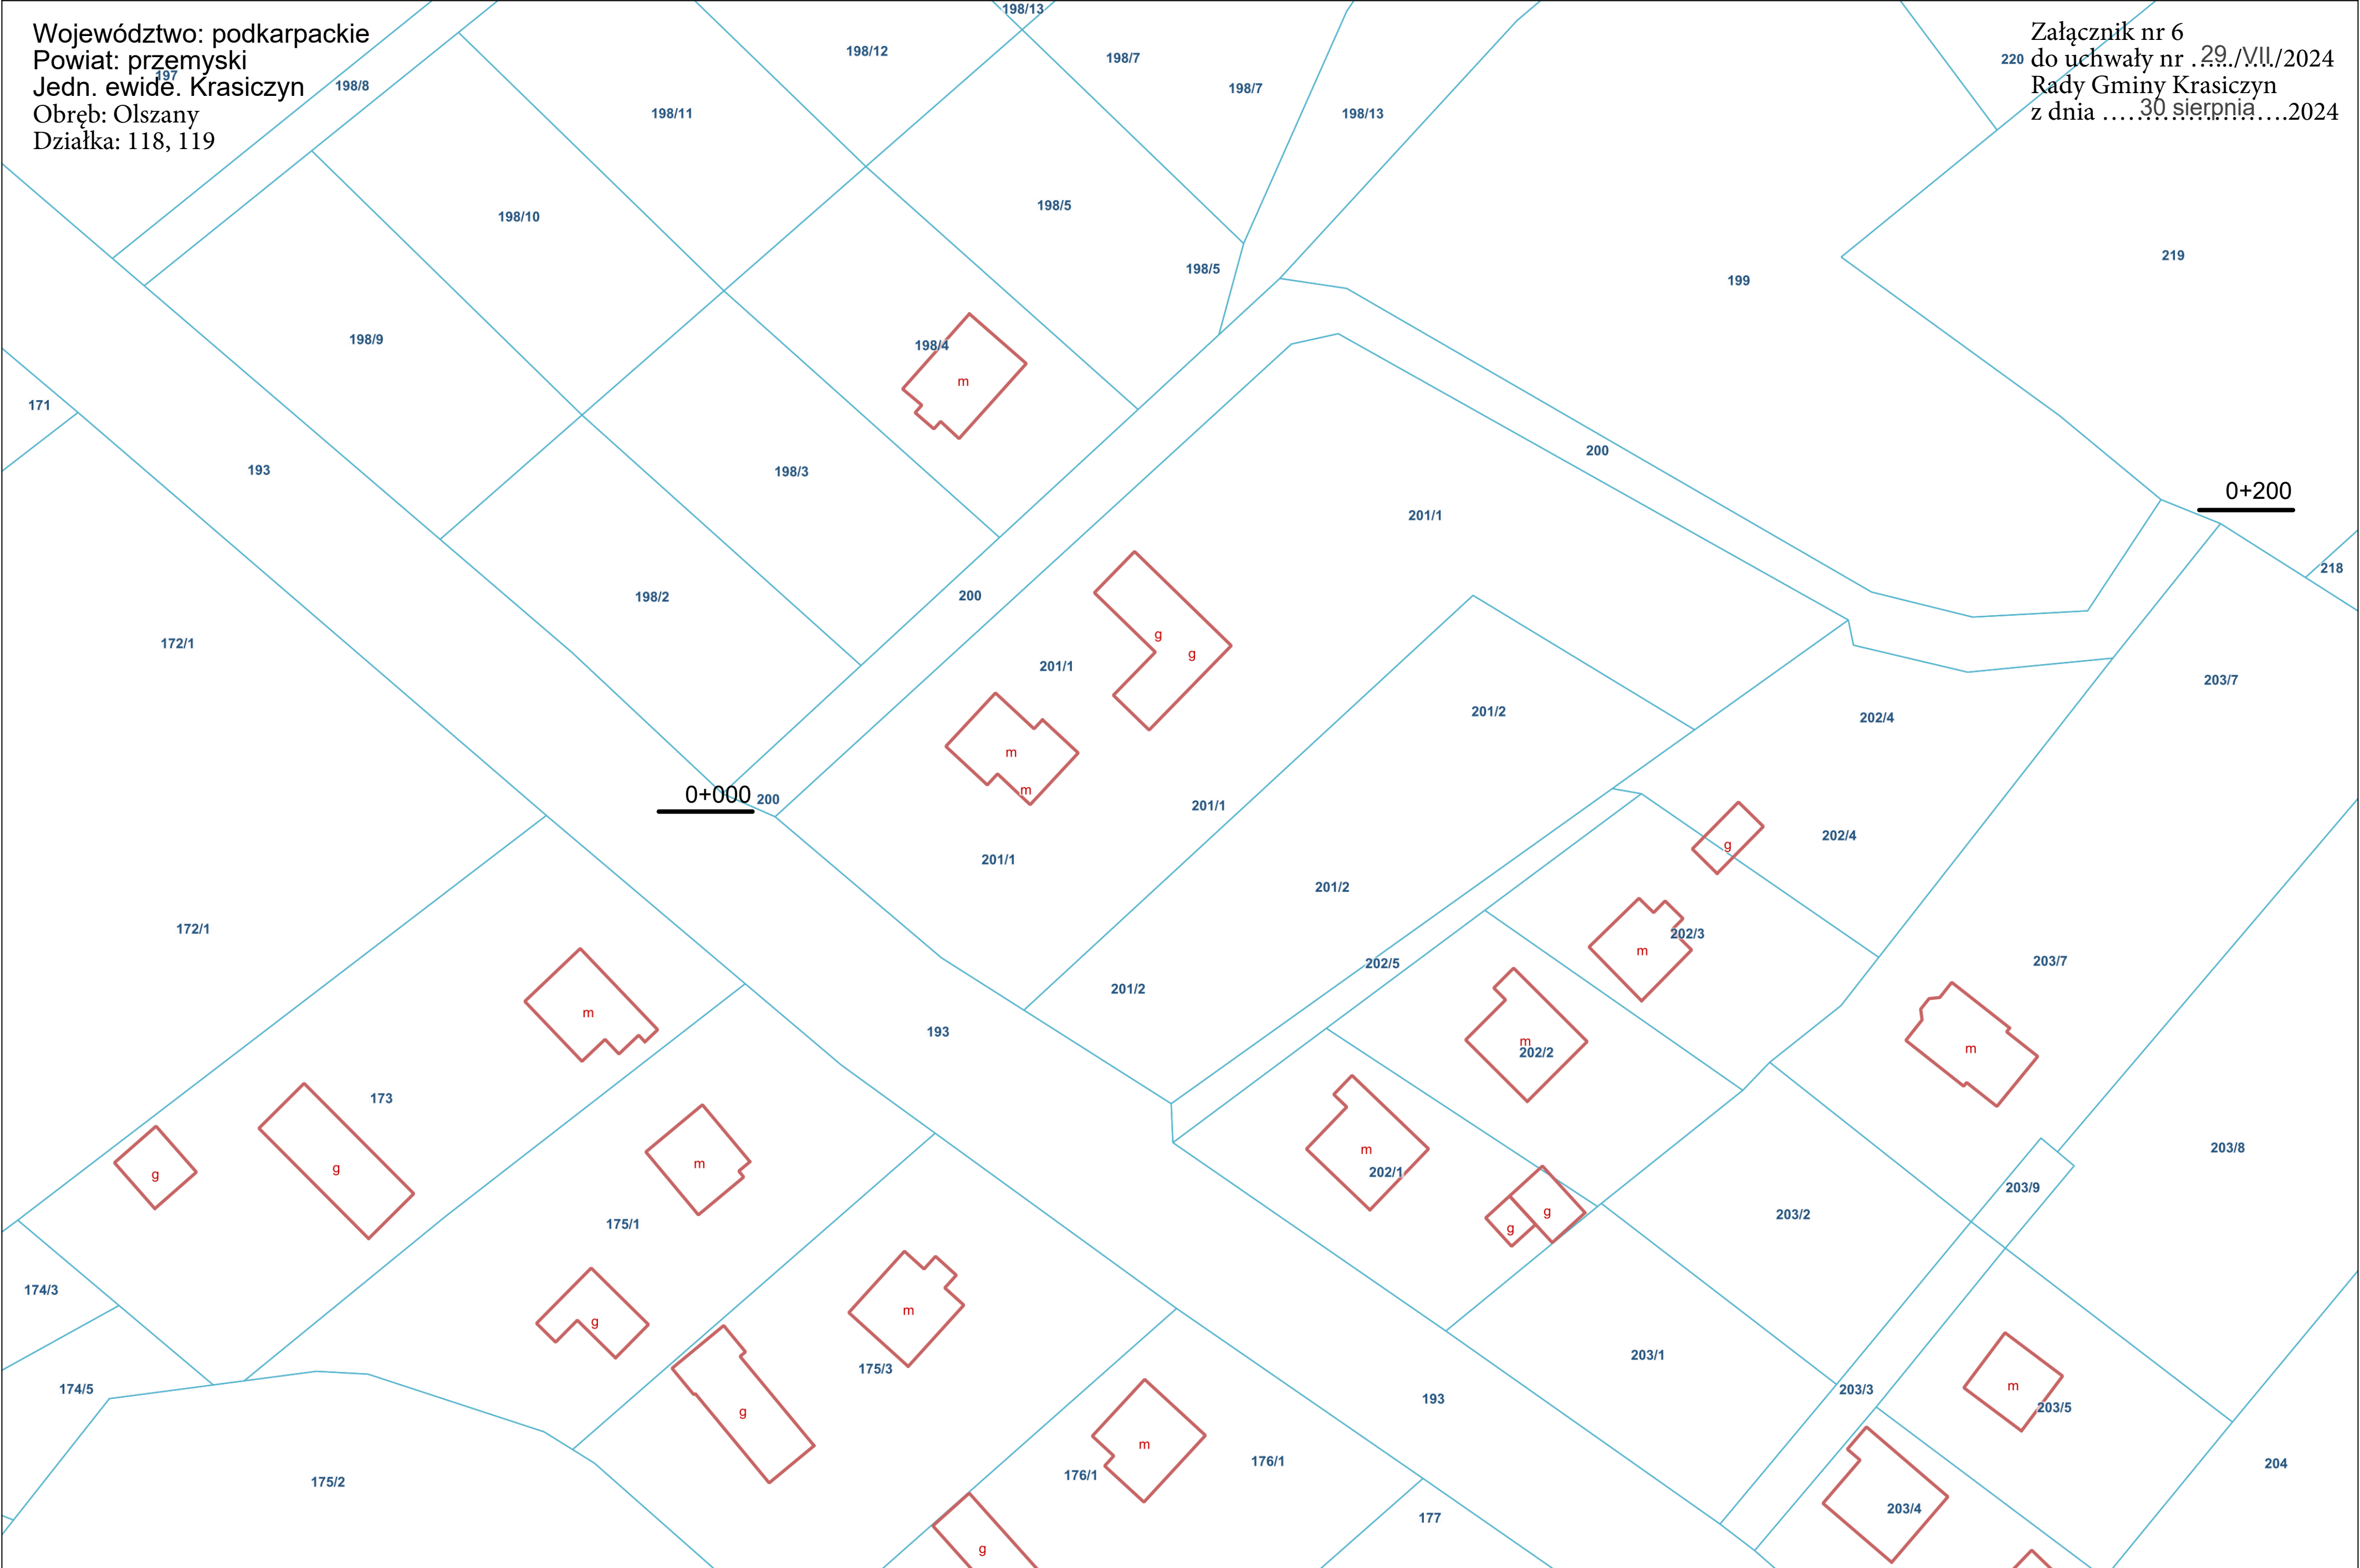 Województwo: podkarpackie
Powiat: przemyski
Jedn. ewide. Krasiczyn
Obręb: Olszany
Działka: 118, 119
Załącznik nr 6
do uchwały nr 29/VII/2024
Rady Gminy Krasiczyn
z dnia 30 sierpnia 2024
198/13
198/12
198/7
220
197
198/8
198/7
198/11
198/13
198/5
198/10
219
198/5
199
198/9
198/4
m
171
200
193
198/3
0+200
201/1
218
200
198/2
g
172/1
g
201/1
203/7
201/2
202/4
m
m
0+000
200
201/1
202/4
g
201/1
201/2
172/1
202/3
m
203/7
202/5
201/2
m
193
m
202/2
m
173
m
203/8
m
g
g
202/1
203/9
g
203/2
175/1
g
174/3
m
g
203/1
175/3
m
174/5
203/3
193
203/5
g
m
176/1
204
176/1
175/2
203/4
177
g